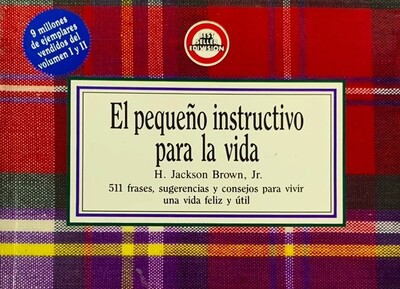 9 millones
de ejemplares
vendidos del
volumen I y II
El pequeño instructivo
para la vida
H. Jackson Brown, Jr.
511 frases, sugerencias y consejos para vivir
una vida feliz y útil